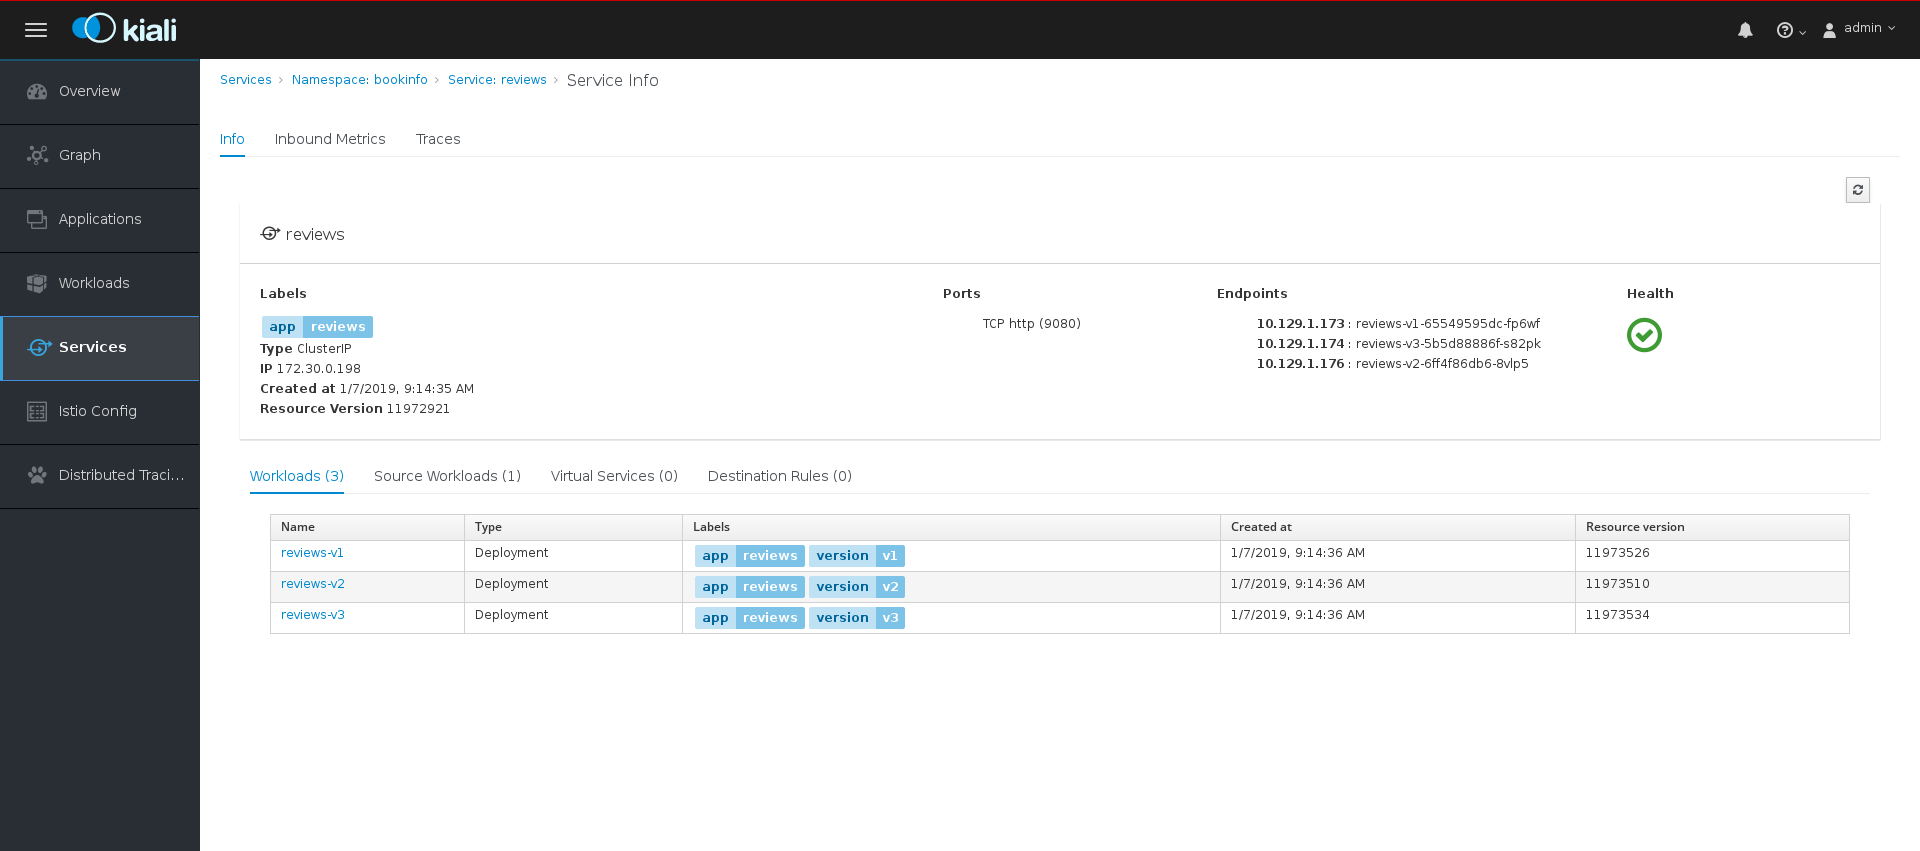 kiali
admin
Services › Namespace: bookinfo › Service: reviews › Service Info
Overview
Graph
Applications
Workloads
Services
Istio Config
Distributed Traci...
Info Inbound Metrics Traces
reviews
Labels Ports Endpoints Health
app reviews
Type ClusterIP
IP 172.30.0.198
Created at 1/7/2019, 9:14:35 AM
Resource Version 11972921
TCP http (9080)
10.129.1.173 : reviews-v1-65549595dc-fp6wf
10.129.1.174 : reviews-v3-5b5d88886f-s82pk
10.129.1.176 : reviews-v2-6ff4f86db6-8vlp5
Workloads (3) Source Workloads (1) Virtual Services (0) Destination Rules (0)
Name Type Labels Created at Resource version
reviews-v1 Deployment app reviews version v1 1/7/2019, 9:14:36 AM 11973526
reviews-v2 Deployment app reviews version v2 1/7/2019, 9:14:36 AM 11973510
reviews-v3 Deployment app reviews version v3 1/7/2019, 9:14:36 AM 11973534